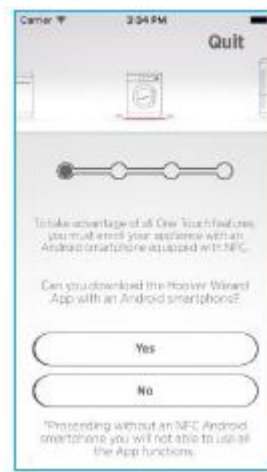 Carrier 3:04 PM
Quit
To take advantage of all One Touch features,
you must enroll your appliance with an
Android smartphone equipped with NFC.
Can you download the Hoover Wizard
App with an Android smartphone?
Yes
No
*Proceeding without an NFC Android
smartphone you will not able to use all
the App functions.